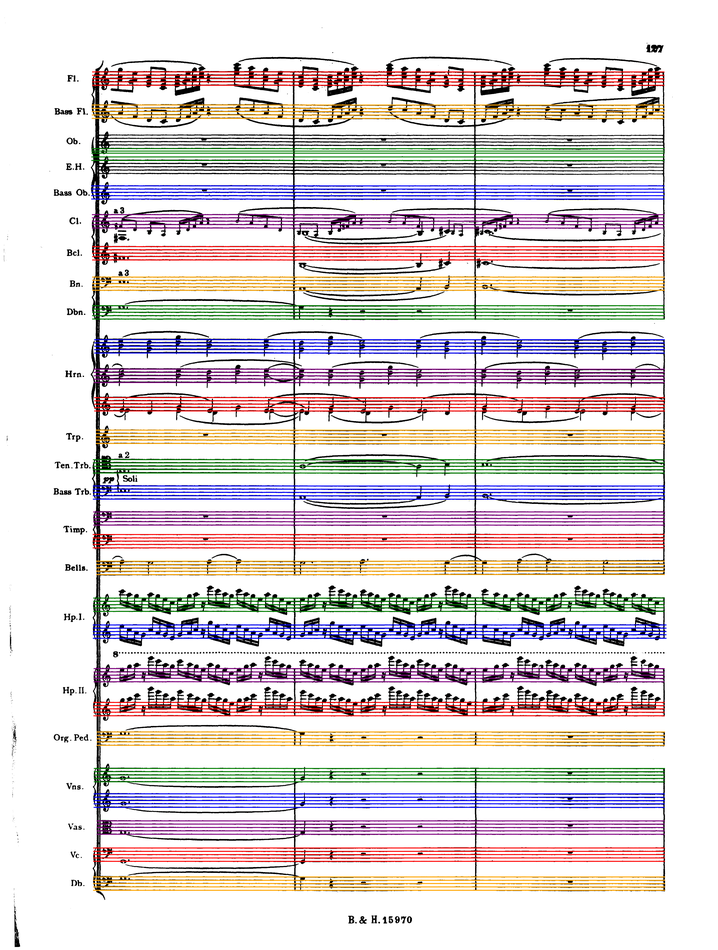 127
Fl.
Bass Fl.
Ob.
E.H.
Bass Ob.
a 3
Cl.
Bcl.
a 3
Bn.
Dbn.
Hrn.
Trp.
a 2
Ten. Trb.
pp Soli
Bass Trb.
Timp.
Bells.
Hp.I.
8
Hp.II.
Org. Ped.
Vns.
Vas.
Vc.
Db.
B. & H. 15970